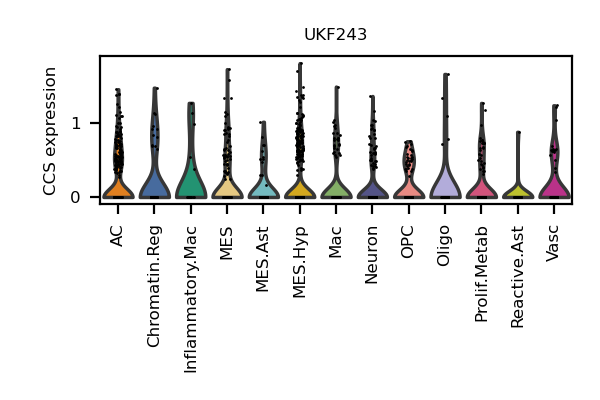 UKF243
CCS expression
1
0
AC
Chromatin.Reg
Inflammatory.Mac
MES
MES.Ast
MES.Hyp
Mac
Neuron
OPC
Oligo
Prolif.Metab
Reactive.Ast
Vasc